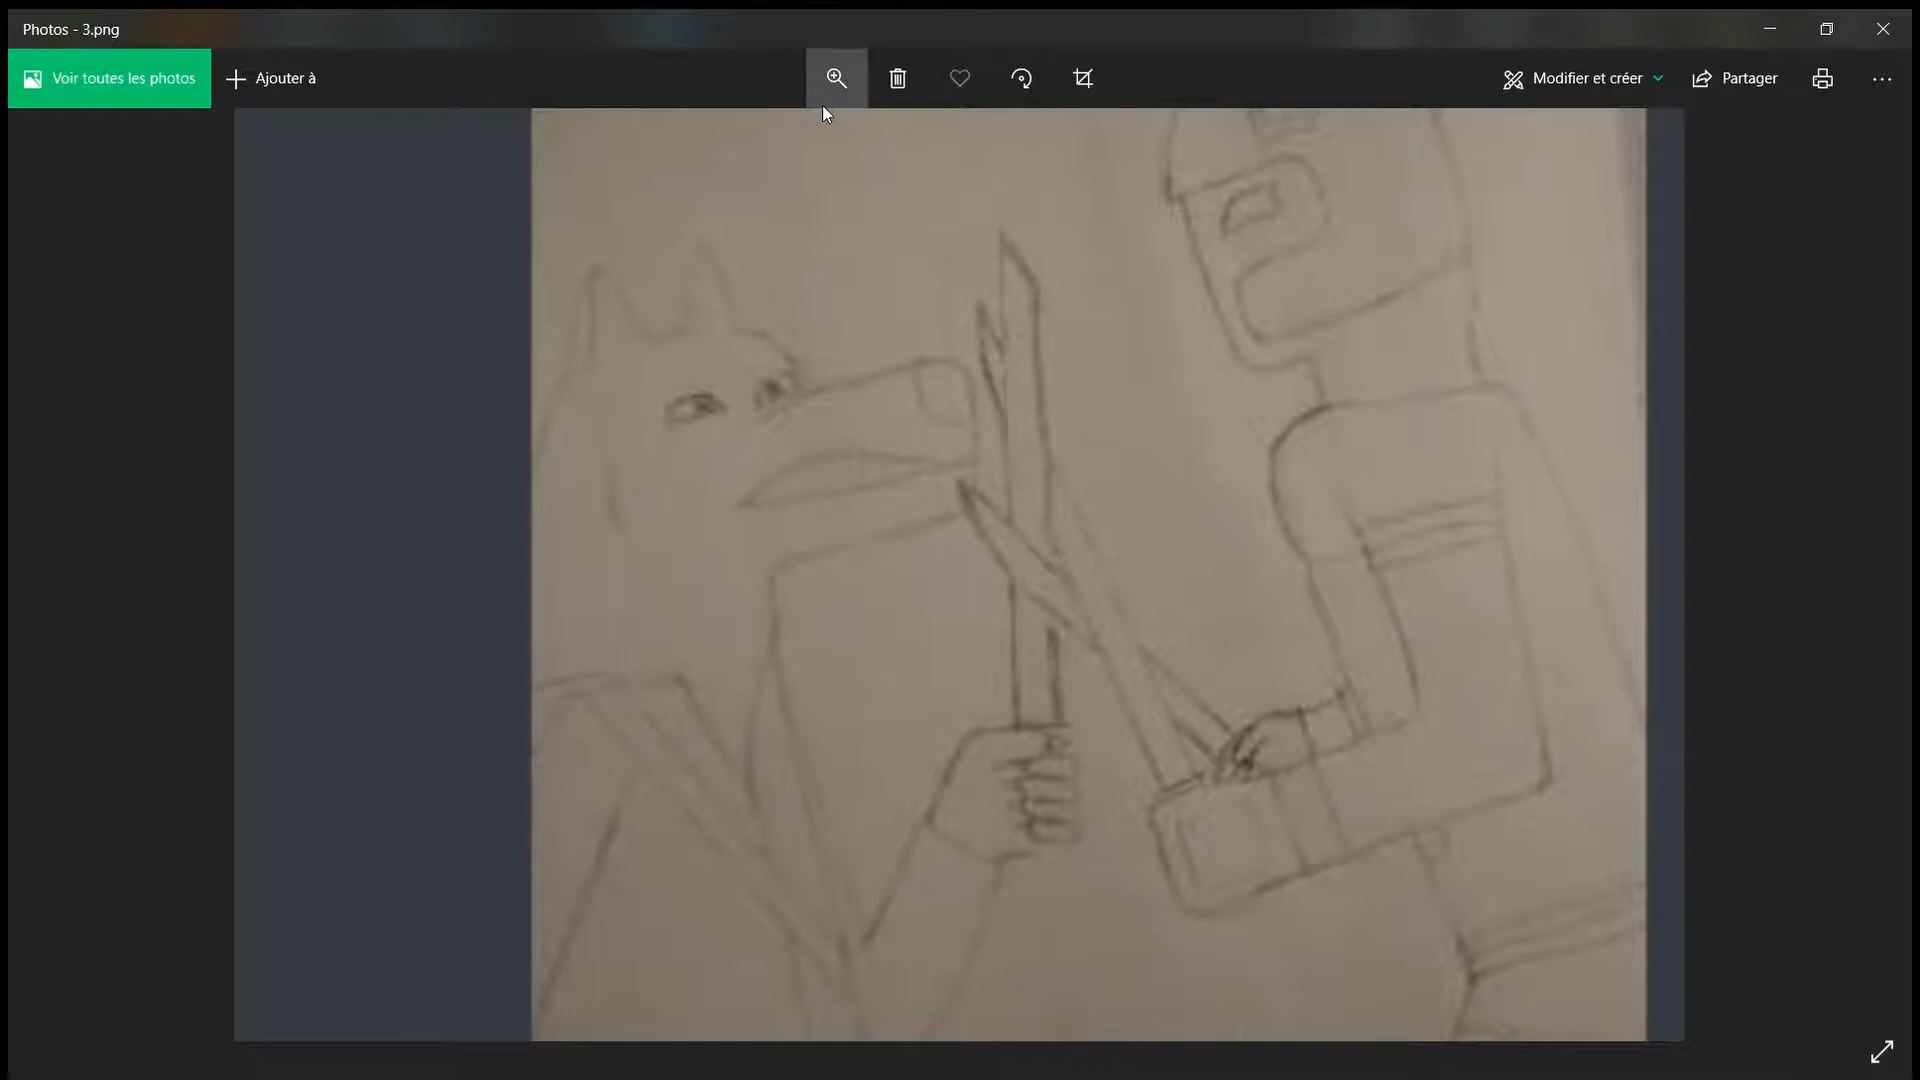 Photos - 3.png
Voir toutes les photos
Ajouter à
Modifier et créer
Partager